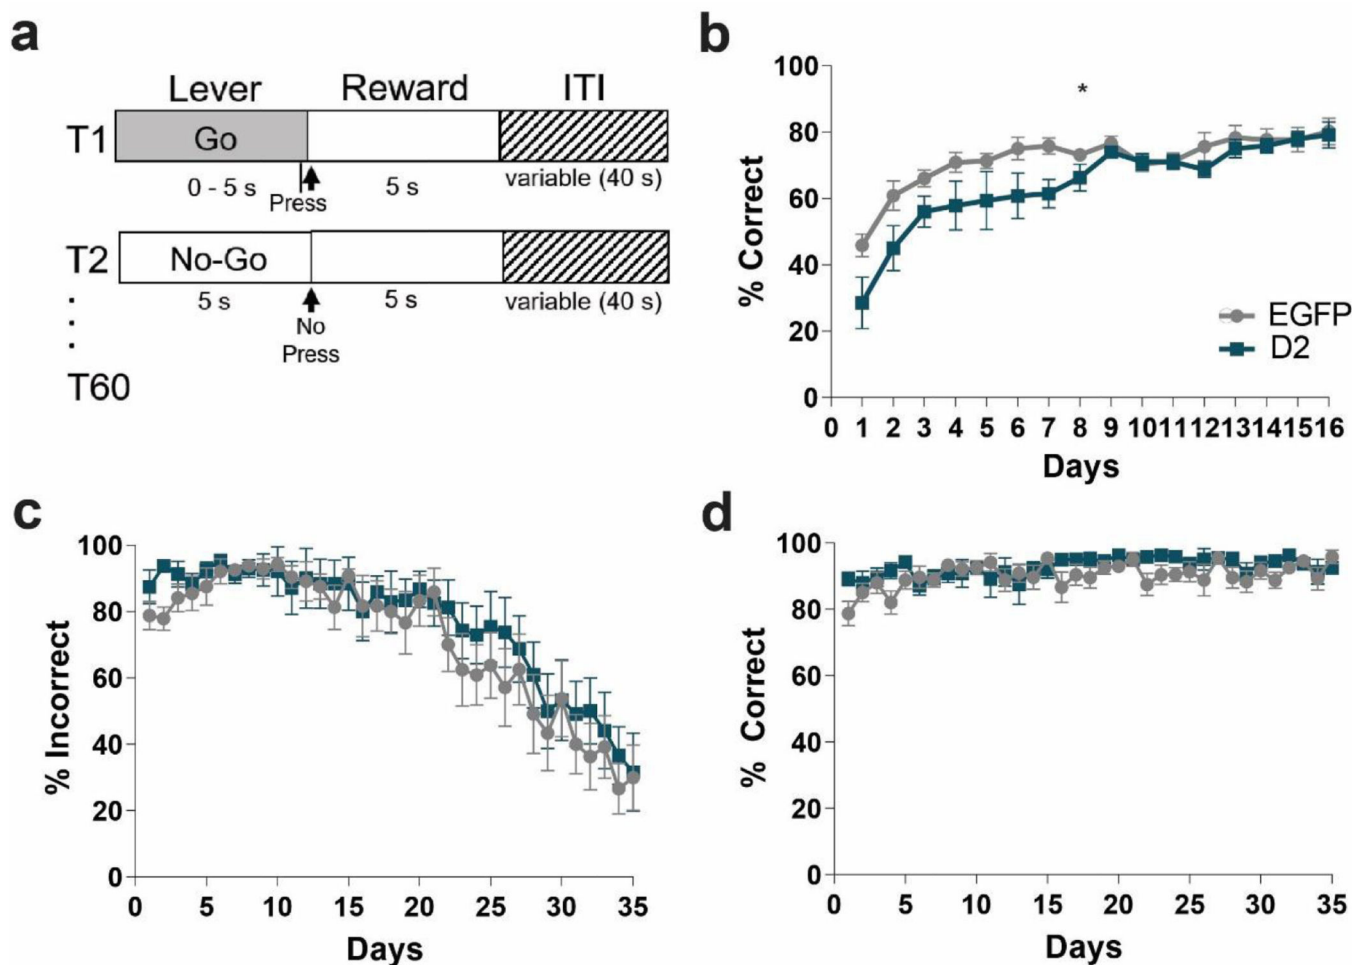 a
Lever Reward ITI
T1 Go
0 - 5 s Press 5 s variable (40 s)
T2 No-Go
5 s No Press 5 s variable (40 s)
T60
b
% Correct
100
80
60
40
20
0
*
EGFP
D2
0 1 2 3 4 5 6 7 8 9 10 11 12 13 14 15 16
Days
c
% Incorrect
100
80
60
40
20
0
0 5 10 15 20 25 30 35
Days
d
% Correct
100
80
60
40
20
0
0 5 10 15 20 25 30 35
Days